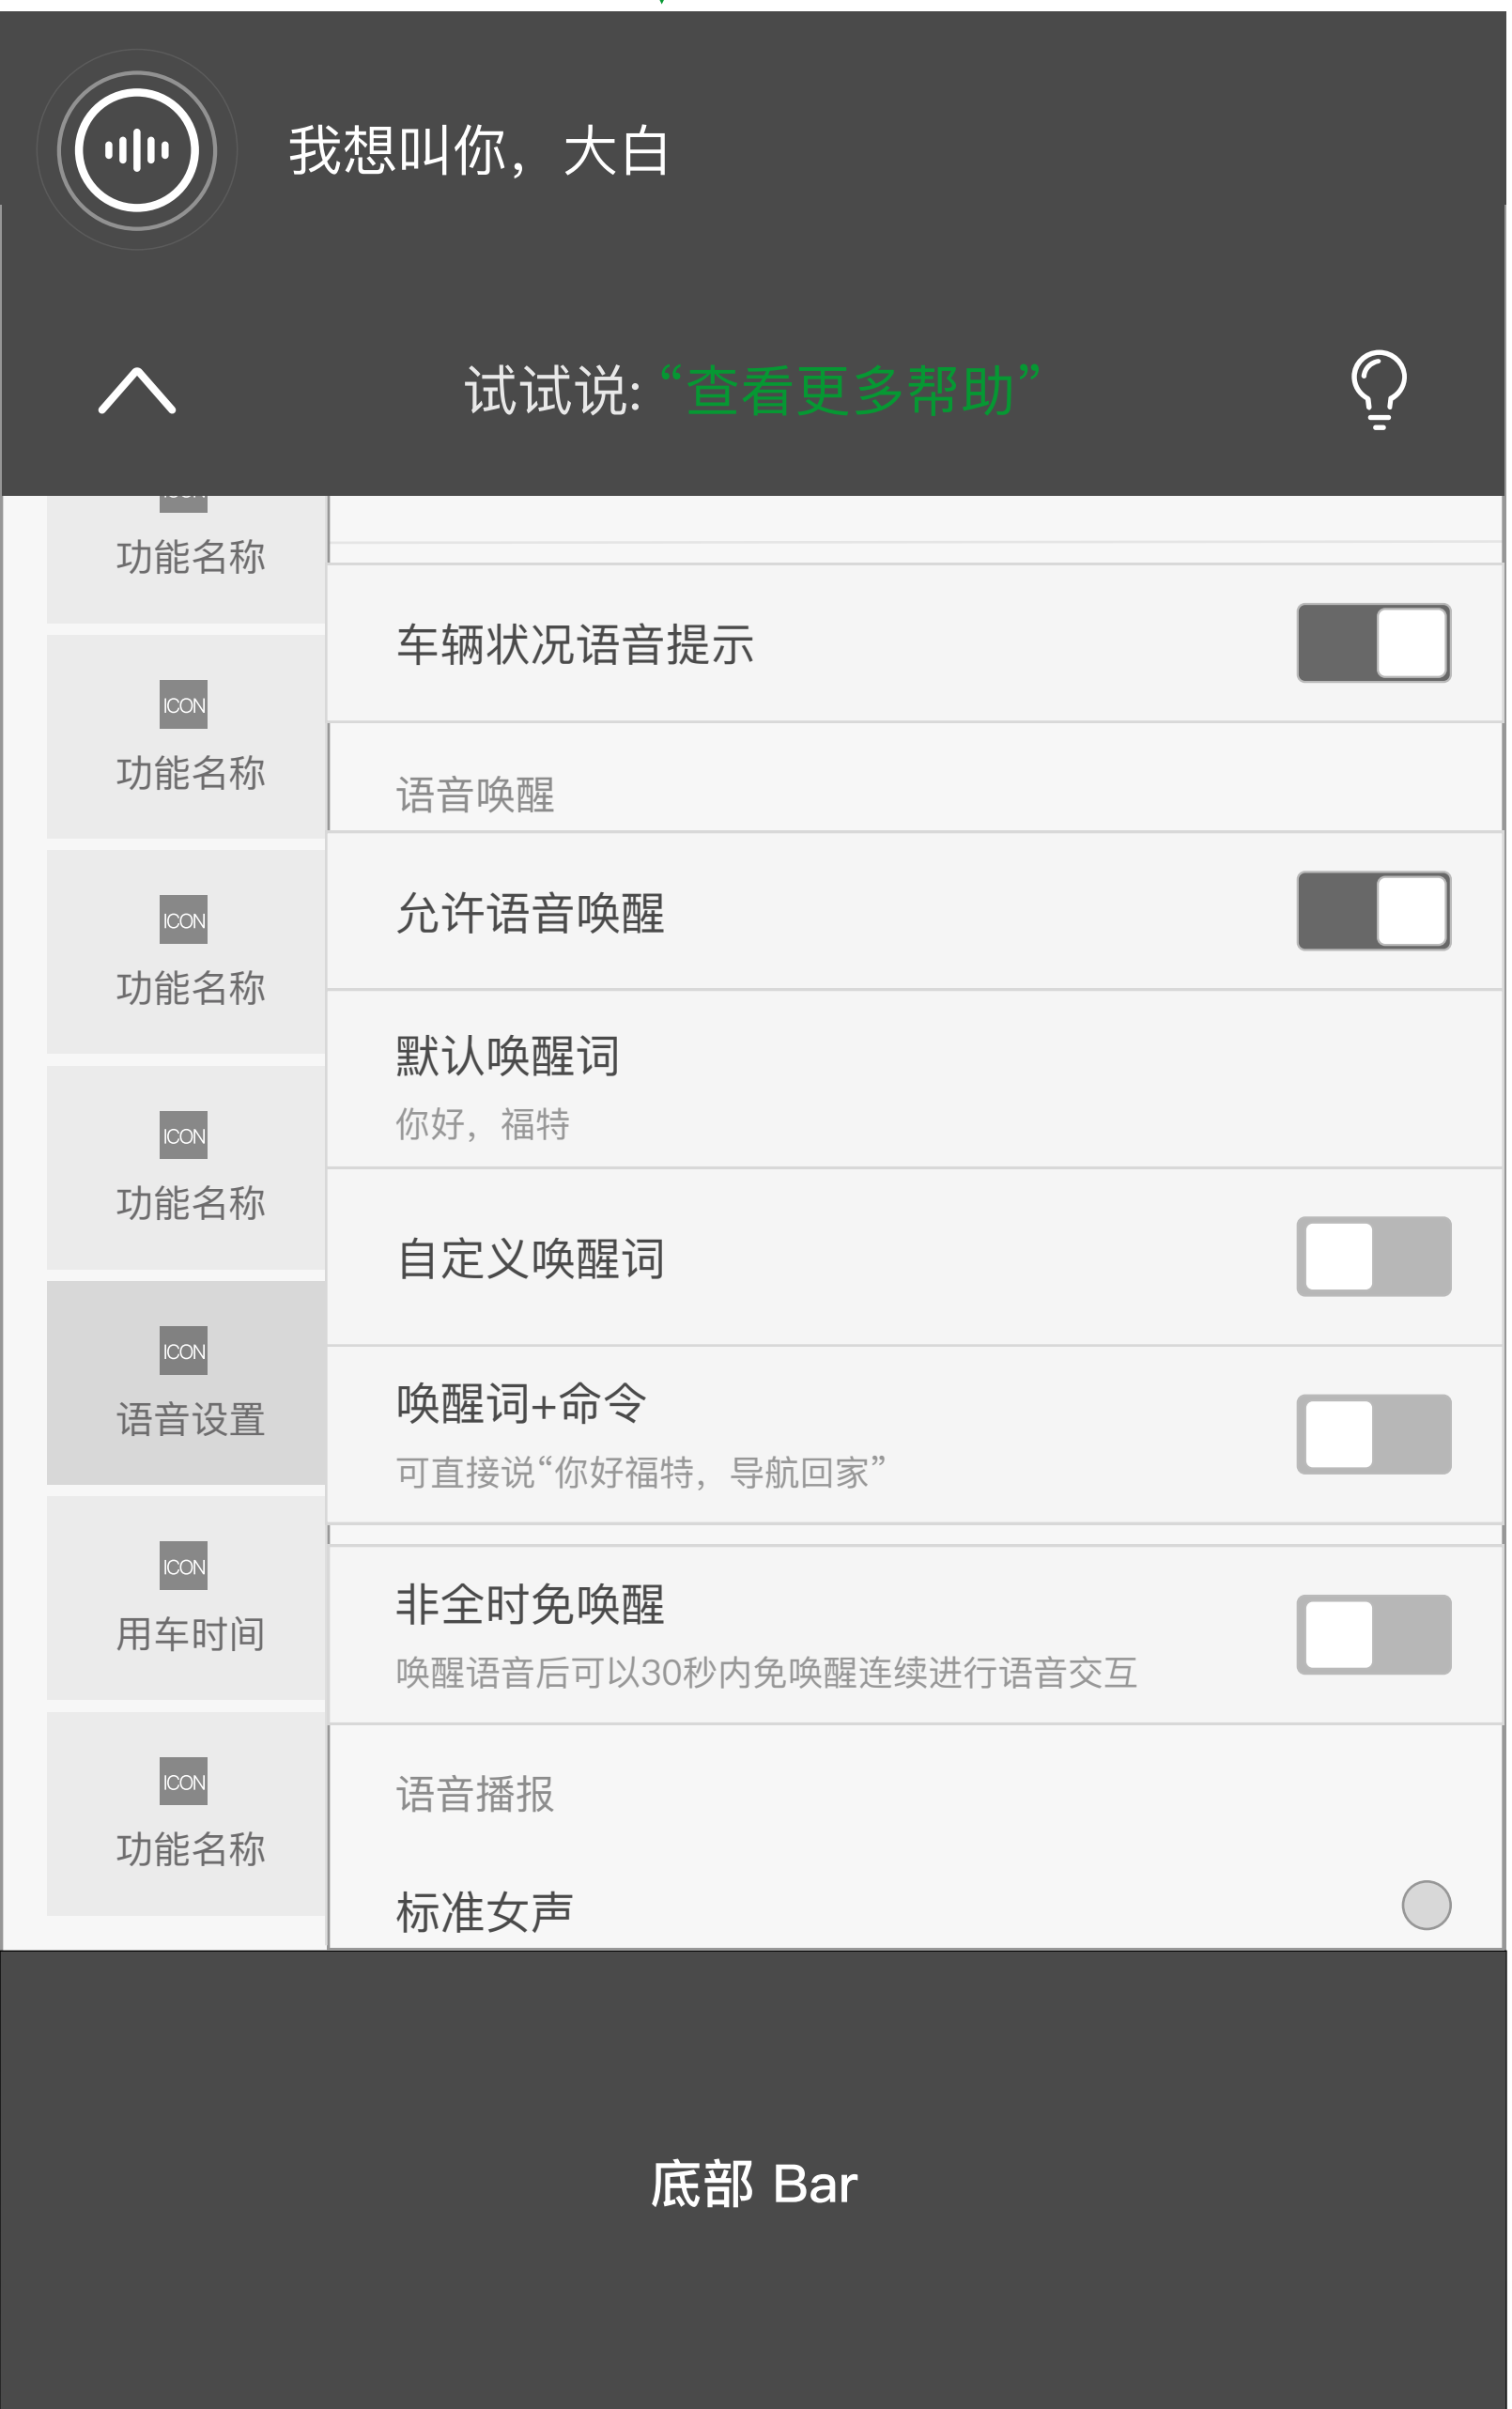 我想叫你，大白
试试说: “查看更多帮助”
功能名称
ICON
功能名称
ICON
功能名称
ICON
功能名称
ICON
语音设置
ICON
用车时间
ICON
功能名称
车辆状况语音提示
语音唤醒
允许语音唤醒
默认唤醒词
你好，福特
自定义唤醒词
唤醒词+命令
可直接说“你好福特，导航回家”
非全时免唤醒
唤醒语音后可以30秒内免唤醒连续进行语音交互
语音播报
标准女声
底部 Bar